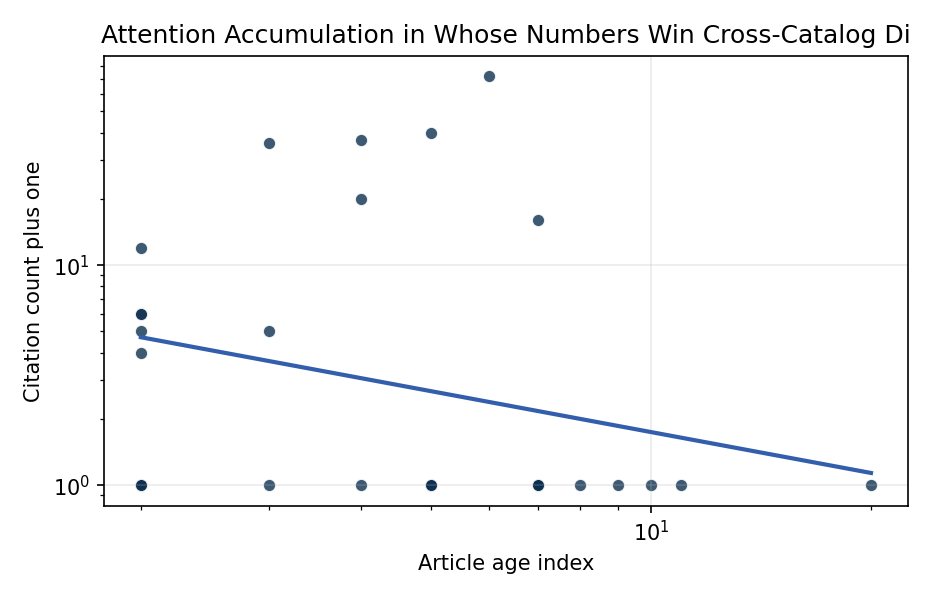 Attention Accumulation in Whose Numbers Win Cross-Catalog Di
Citation count plus one
10¹
10⁰
10¹
Article age index